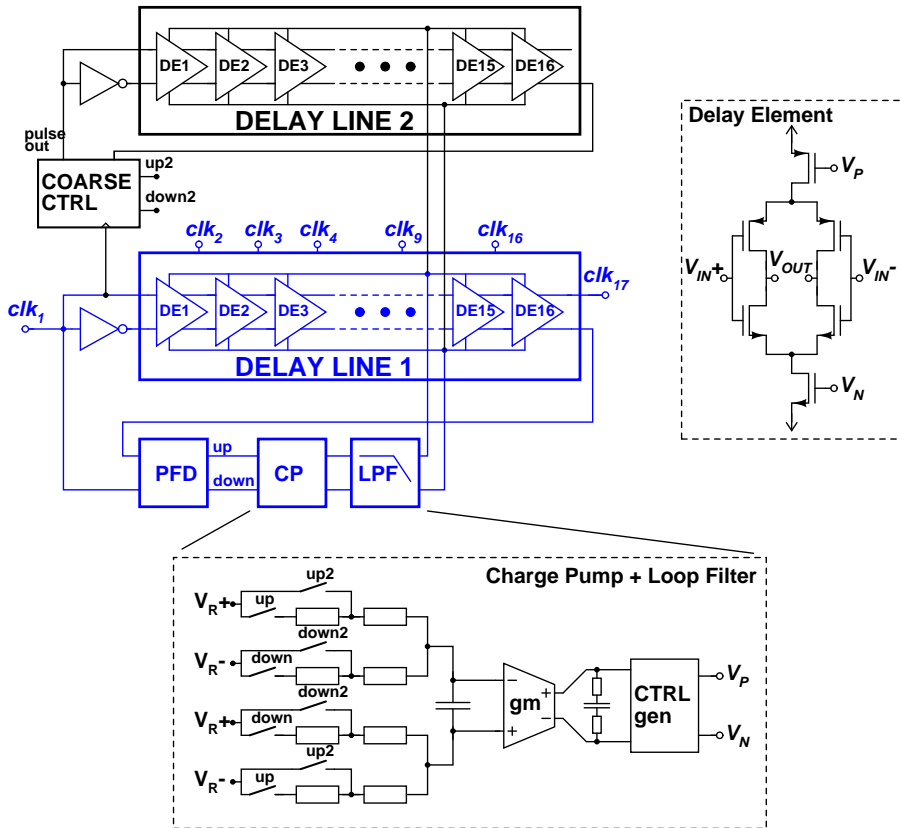 DE1 DE2 DE3 DE15 DE16
DELAY LINE 2
pulse out
COARSE CTRL
up2
down2
clk2 clk3 clk4 clk9 clk16
clk1
DE1 DE2 DE3 DE15 DE16
clk17
DELAY LINE 1
PFD
up
down
CP
LPF
Delay Element
VP
VIN+ VOUT VIN-
VN
Charge Pump + Loop Filter
VR+ up up2
VR- down down2
VR+ down down2
VR- up up2
− + gm + −
CTRL gen
VP
VN